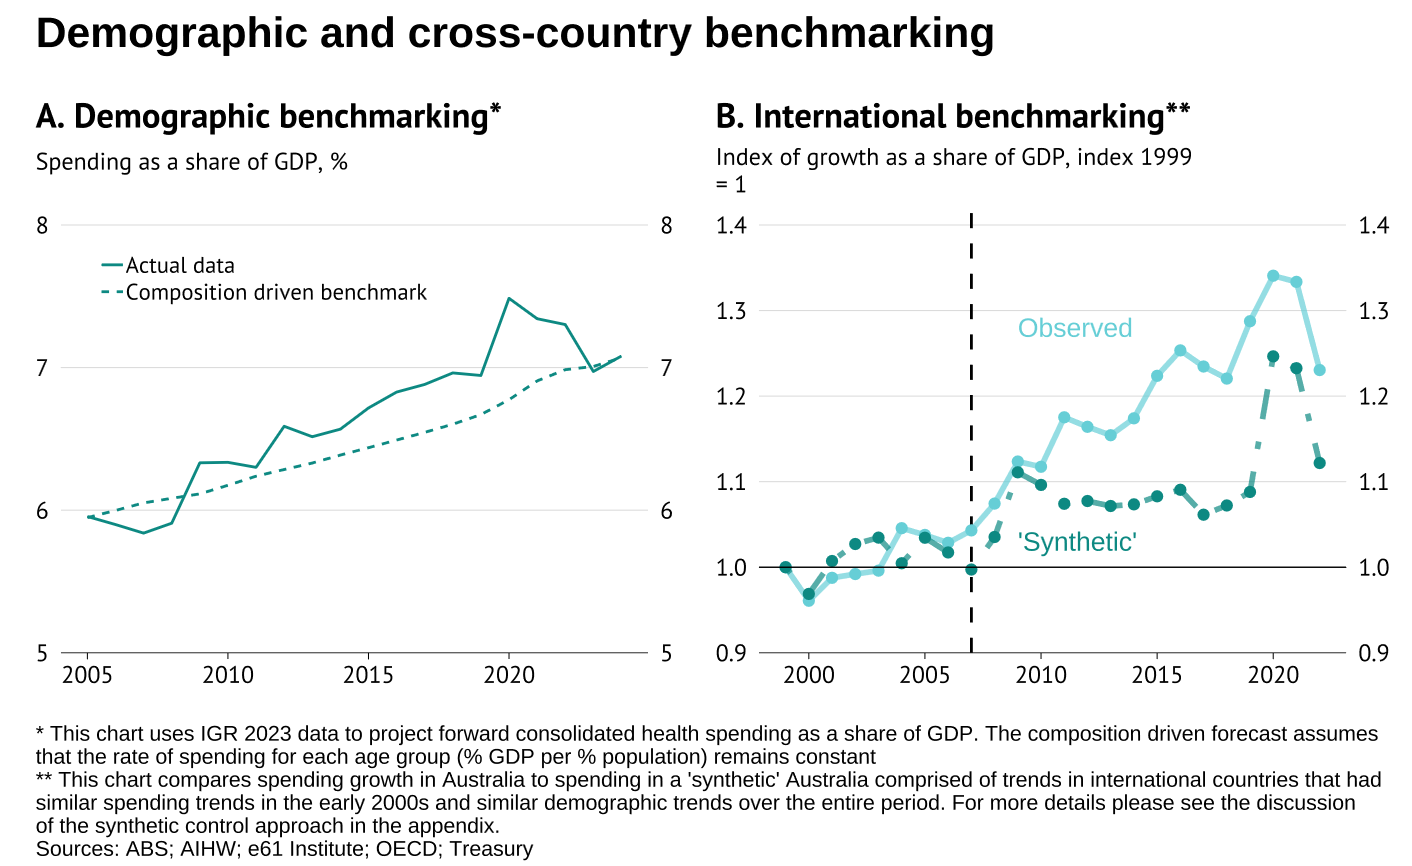 Demographic and cross-country benchmarking
A. Demographic benchmarking*
Spending as a share of GDP, %
8
8
Actual data
Composition driven benchmark
7
7
6
6
5
5
2005
2010
2015
2020
B. International benchmarking**
Index of growth as a share of GDP, index 1999
= 1
1.4
1.4
1.3
1.3
Observed
1.2
1.2
1.1
1.1
'Synthetic'
1.0
1.0
0.9
0.9
2000
2005
2010
2015
2020
* This chart uses IGR 2023 data to project forward consolidated health spending as a share of GDP. The composition driven forecast assumes
that the rate of spending for each age group (% GDP per % population) remains constant
** This chart compares spending growth in Australia to spending in a 'synthetic' Australia comprised of trends in international countries that had
similar spending trends in the early 2000s and similar demographic trends over the entire period. For more details please see the discussion
of the synthetic control approach in the appendix.
Sources: ABS; AIHW; e61 Institute; OECD; Treasury